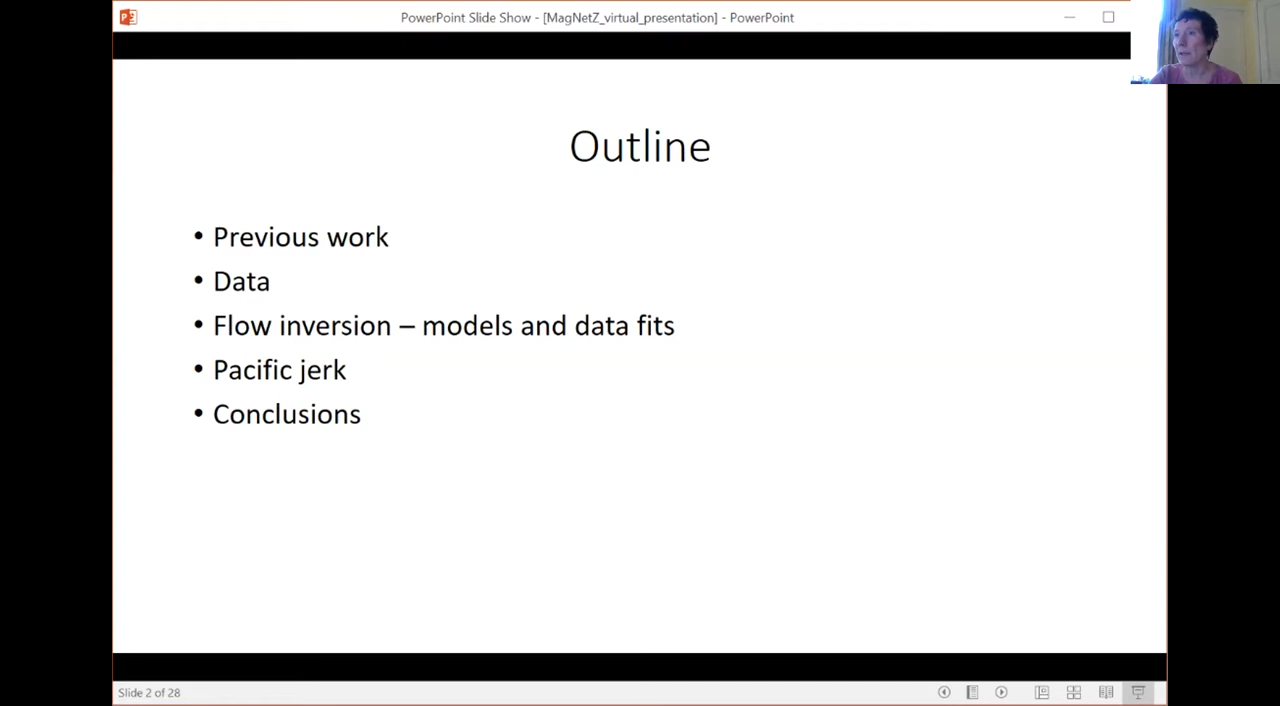 PowerPoint Slide Show - [MagNetZ_virtual_presentation] - PowerPoint
Outline
• Previous work
• Data
• Flow inversion – models and data fits
• Pacific jerk
• Conclusions
Slide 2 of 28